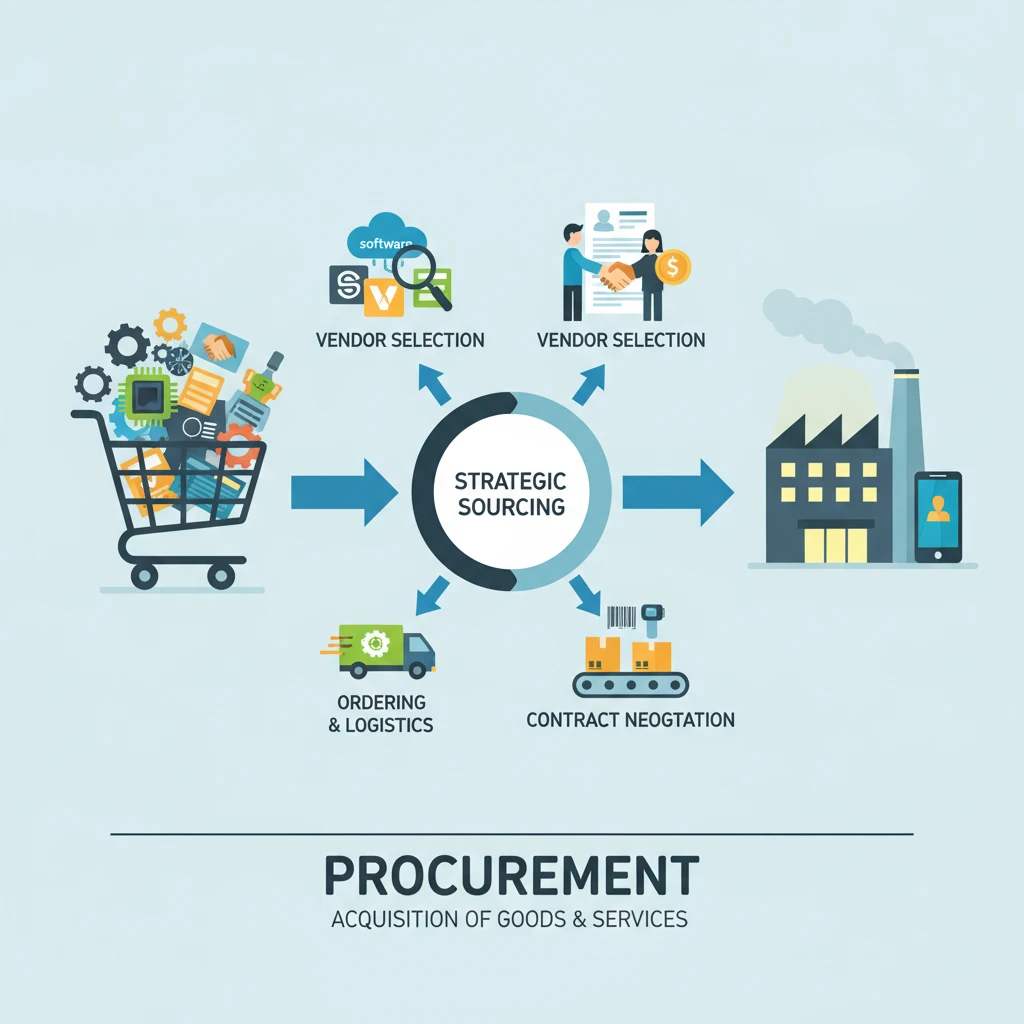 software
S
V
$
VENDOR SELECTION
VENDOR SELECTION
STRATEGIC
SOURCING
ORDERING
& LOGISTICS
CONTRACT NEOGTATION
PROCUREMENT
ACQUISITION OF GOODS & SERVICES